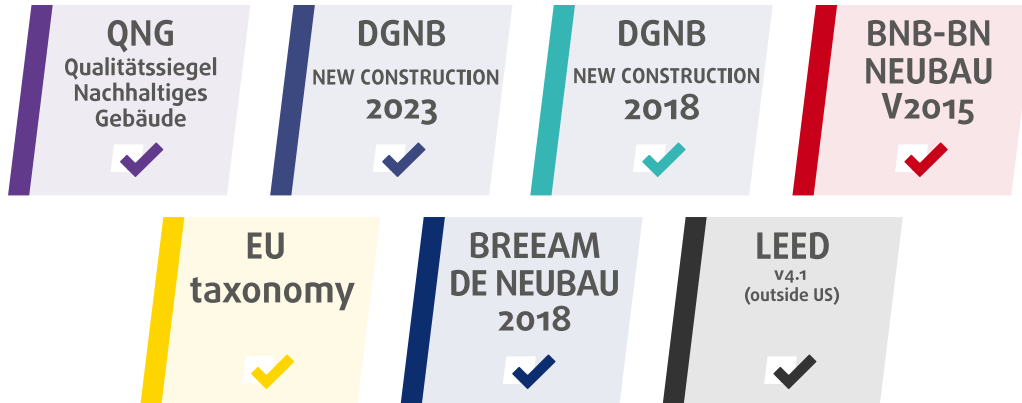 QNG
Qualitätssiegel
Nachhaltiges
Gebäude
DGNB
NEW CONSTRUCTION
2023
DGNB
NEW CONSTRUCTION
2018
BNB-BN
NEUBAU
V2015
EU
taxonomy
BREEAM
DE NEUBAU
2018
LEED
v4.1
(outside US)